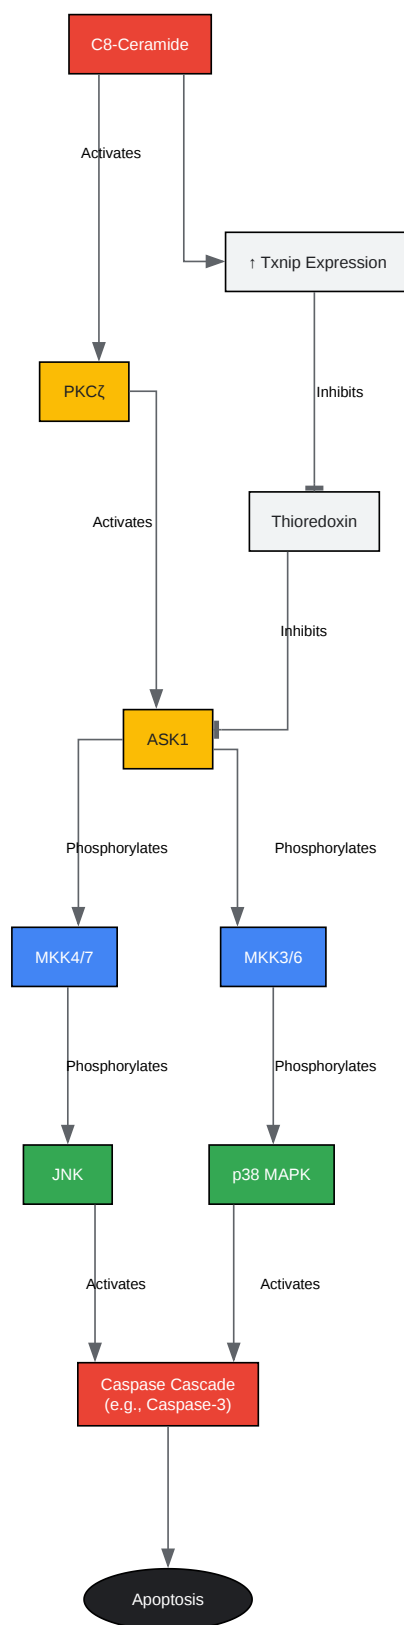 C8-Ceramide
Activates
↑ Txnip Expression
PKCζ
Inhibits
Activates
Thioredoxin
Inhibits
ASK1
Phosphorylates
Phosphorylates
MKK4/7
MKK3/6
Phosphorylates
Phosphorylates
JNK
p38 MAPK
Activates
Activates
Caspase Cascade
(e.g., Caspase-3)
Apoptosis